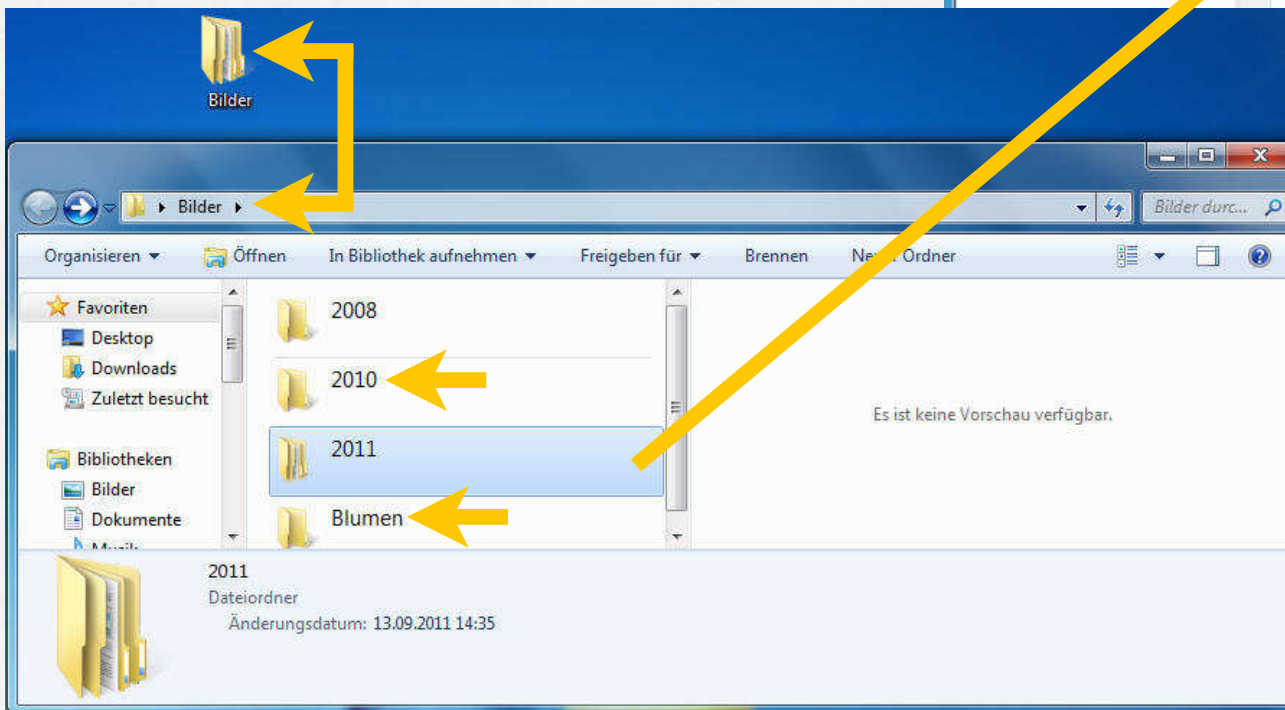 Bilder
Bilder
Bilder durc...
Organisieren Öffnen In Bibliothek aufnehmen Freigeben für Brennen Ordner
Favoriten
Desktop
Downloads
Zuletzt besucht
Bibliotheken
Bilder
Dokumente
2008
2010
2011
Blumen
Es ist keine Vorschau verfügbar.
2011
Dateiordner
Änderungsdatum: 13.09.2011 14:35